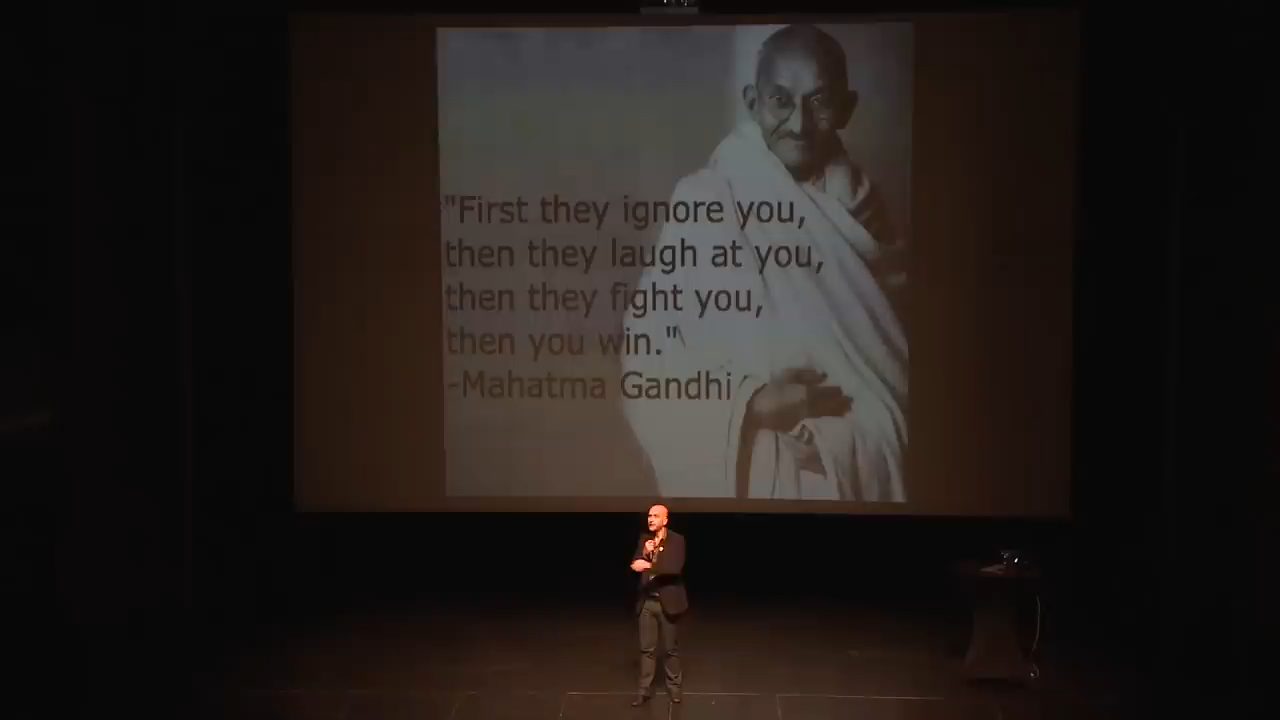 "First they ignore you,
then they laugh at you,
then they fight you,
then you win."
-Mahatma Gandhi